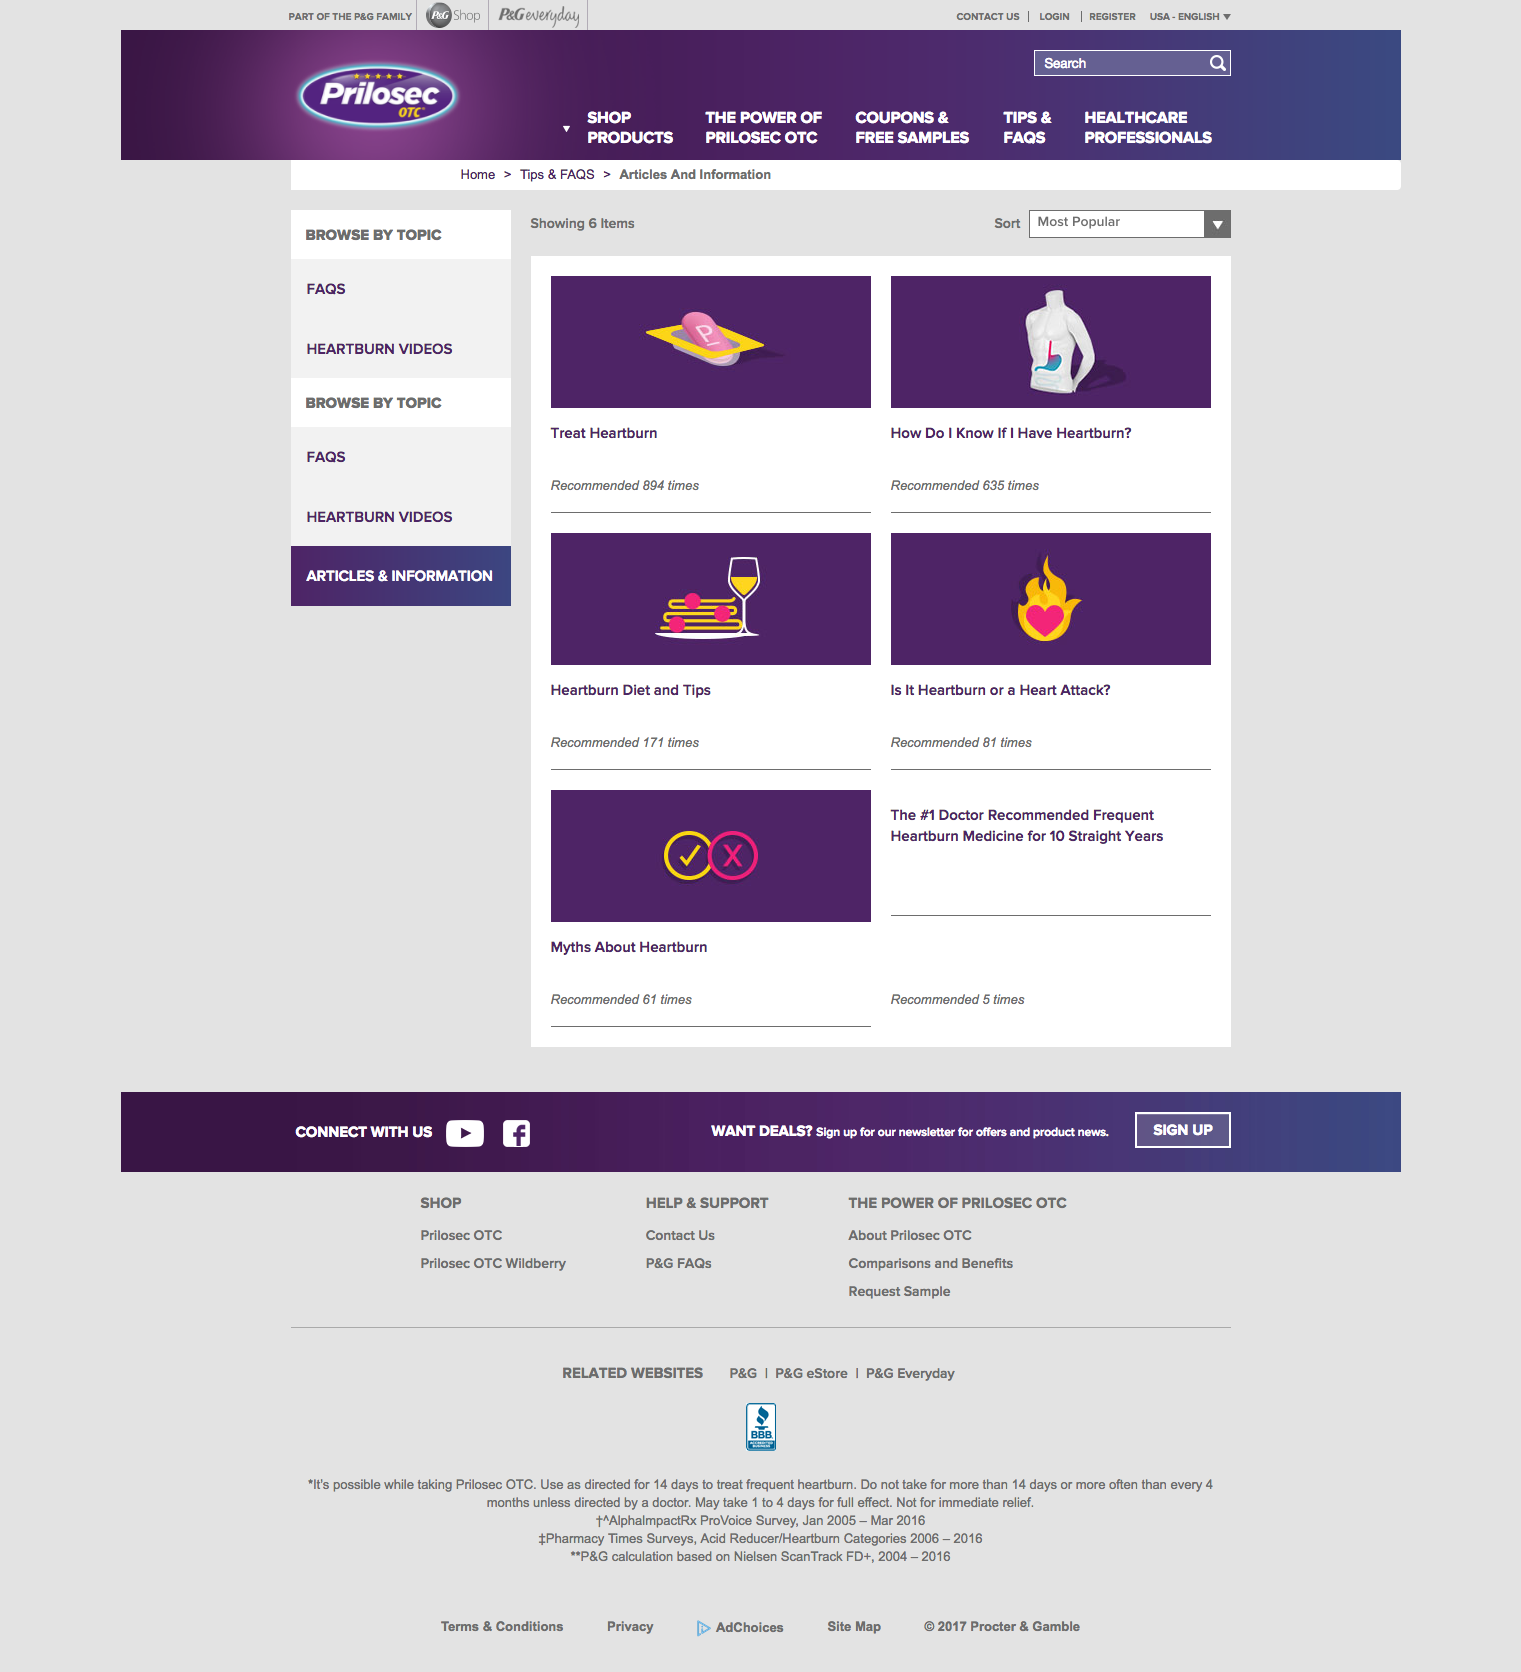 PART OF THE P&G FAMILY
P&G Shop
P&G everyday
CONTACT US | LOGIN | REGISTER USA - ENGLISH
Prilosec
OTC
Search
SHOP
PRODUCTS
THE POWER OF
PRILOSEC OTC
COUPONS &
FREE SAMPLES
TIPS &
FAQS
HEALTHCARE
PROFESSIONALS
Home > Tips & FAQS > Articles And Information
BROWSE BY TOPIC
FAQS
HEARTBURN VIDEOS
BROWSE BY TOPIC
FAQS
HEARTBURN VIDEOS
ARTICLES & INFORMATION
Showing 6 Items
Sort Most Popular
Treat Heartburn
Recommended 894 times
How Do I Know If I Have Heartburn?
Recommended 635 times
Heartburn Diet and Tips
Recommended 171 times
Is It Heartburn or a Heart Attack?
Recommended 81 times
Myths About Heartburn
Recommended 61 times
The #1 Doctor Recommended Frequent
Heartburn Medicine for 10 Straight Years
Recommended 5 times
CONNECT WITH US
WANT DEALS? Sign up for our newsletter for offers and product news.
SIGN UP
SHOP
Prilosec OTC
Prilosec OTC Wildberry
HELP & SUPPORT
Contact Us
P&G FAQs
THE POWER OF PRILOSEC OTC
About Prilosec OTC
Comparisons and Benefits
Request Sample
RELATED WEBSITES P&G | P&G eStore | P&G Everyday
BBB
ACCREDITED
BUSINESS
*It's possible while taking Prilosec OTC. Use as directed for 14 days to treat frequent heartburn. Do not take for more than 14 days or more often than every 4
months unless directed by a doctor. May take 1 to 4 days for full effect. Not for immediate relief.
†^AlphaImpactRx ProVoice Survey, Jan 2005 – Mar 2016
‡Pharmacy Times Surveys, Acid Reducer/Heartburn Categories 2006 – 2016
**P&G calculation based on Nielsen ScanTrack FD+, 2004 – 2016
Terms & Conditions
Privacy
AdChoices
Site Map
© 2017 Procter & Gamble